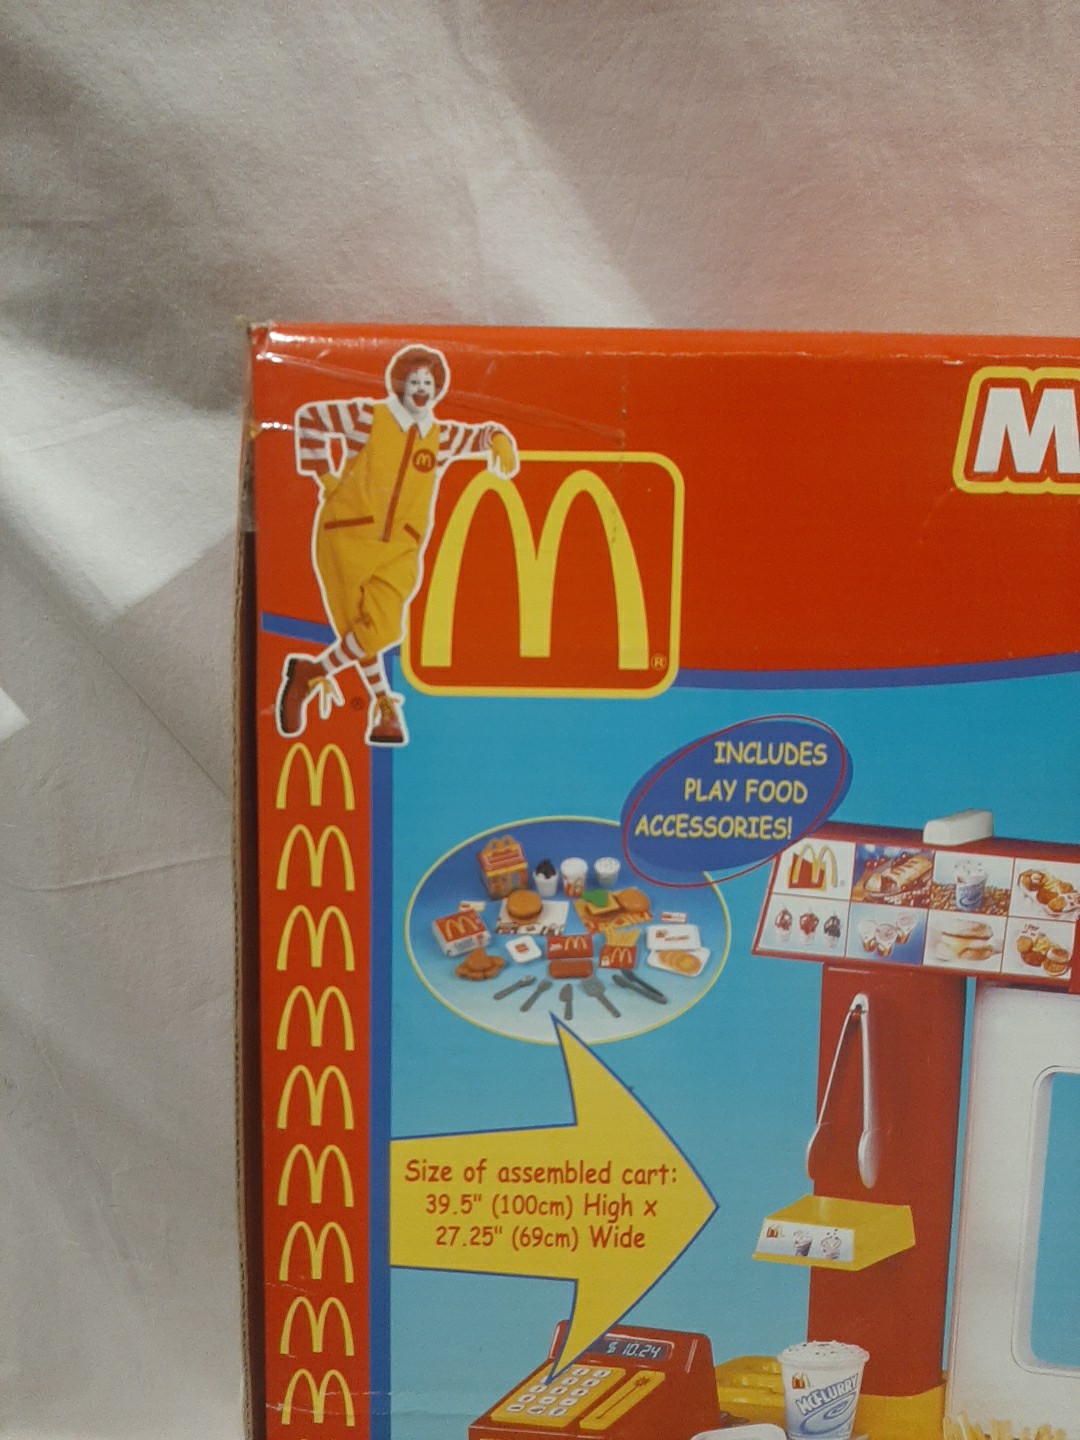 M
INCLUDES
PLAY FOOD
ACCESSORIES!
Size of assembled cart:
39.5" (100cm) High x
27.25" (69cm) Wide
$ 10.24
MCFLURRY